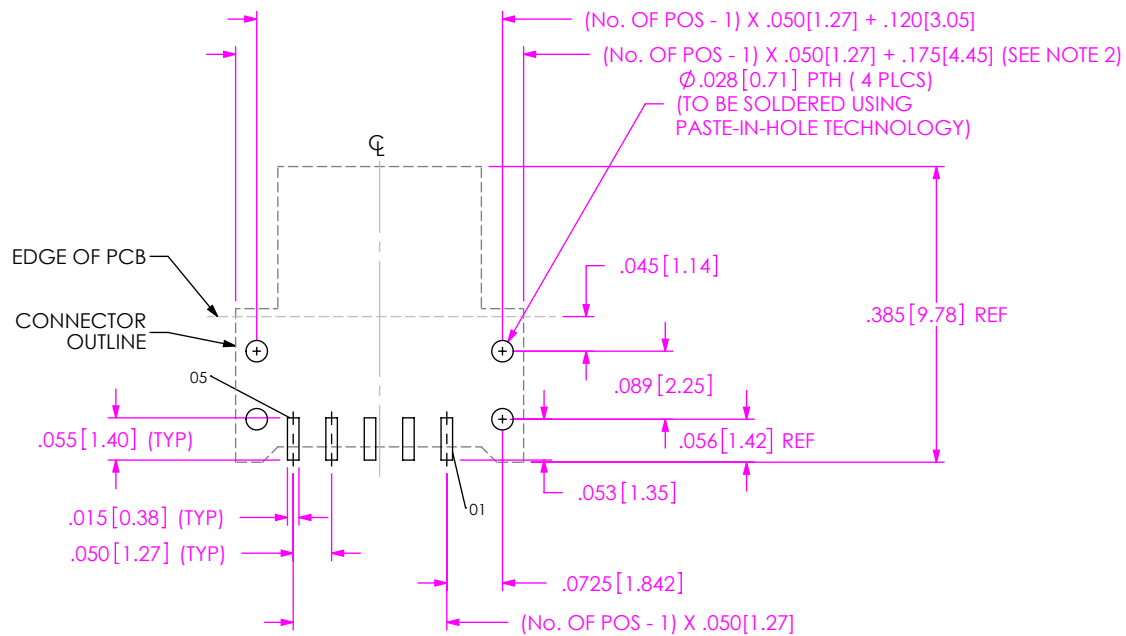 (No. OF POS - 1) X .050[1.27] + .120[3.05]
(No. OF POS - 1) X .050[1.27] + .175[4.45] (SEE NOTE 2)
Ø.028[0.71] PTH ( 4 PLCS)
(TO BE SOLDERED USING
PASTE-IN-HOLE TECHNOLOGY)
℄
EDGE OF PCB
.045[1.14]
CONNECTOR
OUTLINE
.385[9.78] REF
05
.089[2.25]
.055[1.40] (TYP)
.056[1.42] REF
.053[1.35]
01
.015[0.38] (TYP)
.050[1.27] (TYP)
.0725[1.842]
(No. OF POS - 1) X .050[1.27]